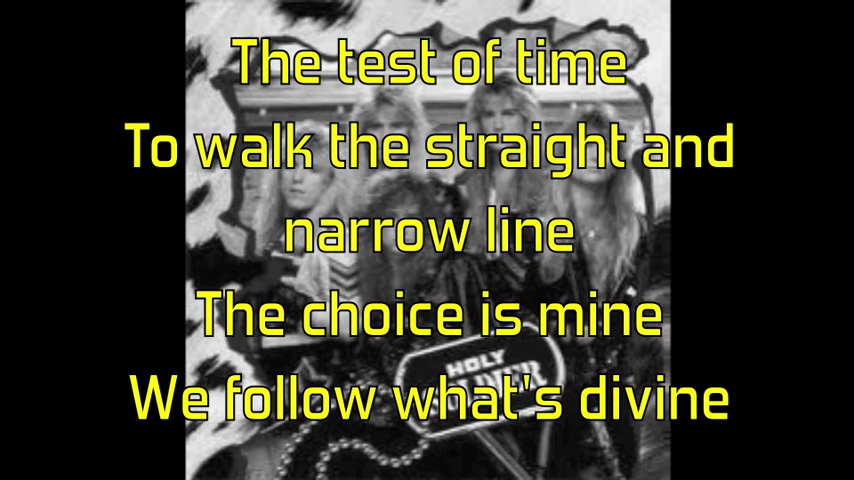 The test of time
To walk the straight and
narrow line
The choice is mine
We follow what's divine
HOLY